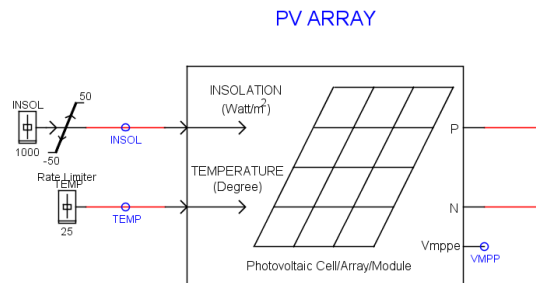 PV ARRAY
INSOL
50
1000
-50
INSOL
Rate Limiter
TEMP
25
TEMP
INSOLATION
(Watt/m²)
TEMPERATURE
(Degree)
P
N
Vmppe
VMPP
Photovoltaic Cell/Array/Module